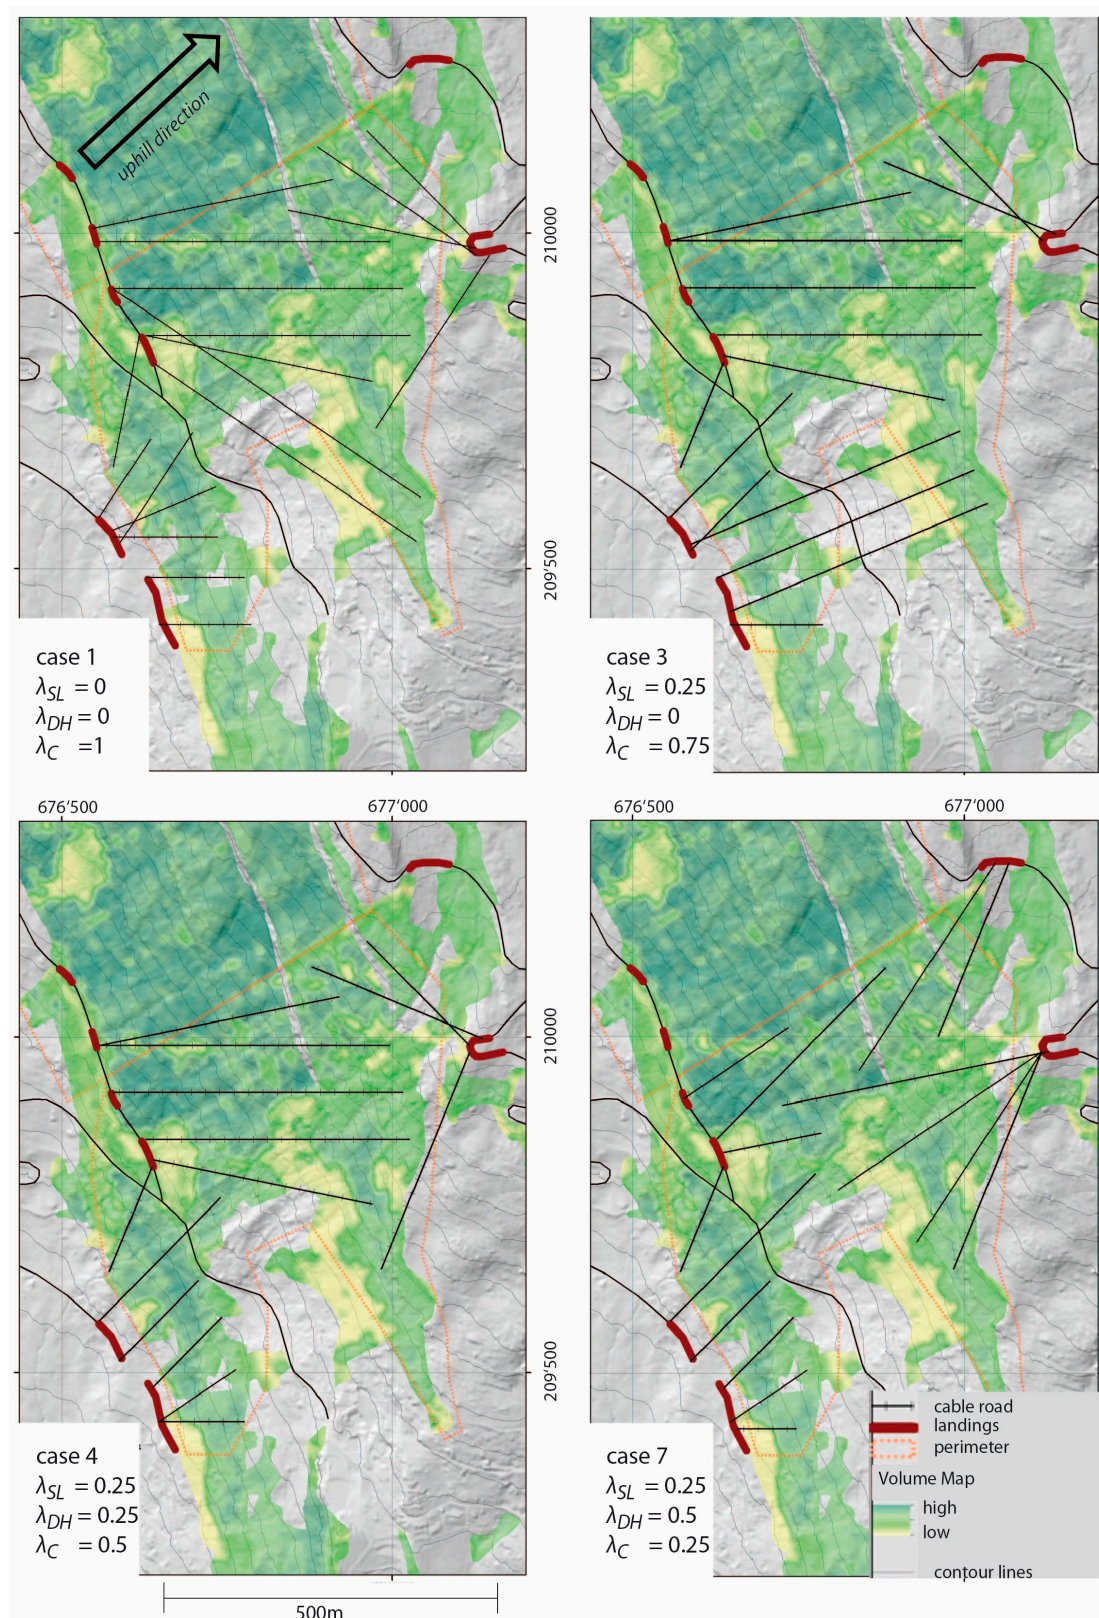 uphill direction
210000
209'500
case 1
λSL = 0
λDH = 0
λC =1
case 3
λSL = 0.25
λDH = 0
λC = 0.75
676'500
677'000
676'500
677'000
210000
209'500
case 4
λSL = 0.25
λDH = 0.25
λC = 0.5
case 7
λSL = 0.25
λDH = 0.5
λC = 0.25
cable road
landings
perimeter
Volume Map
high
low
contour lines
500m